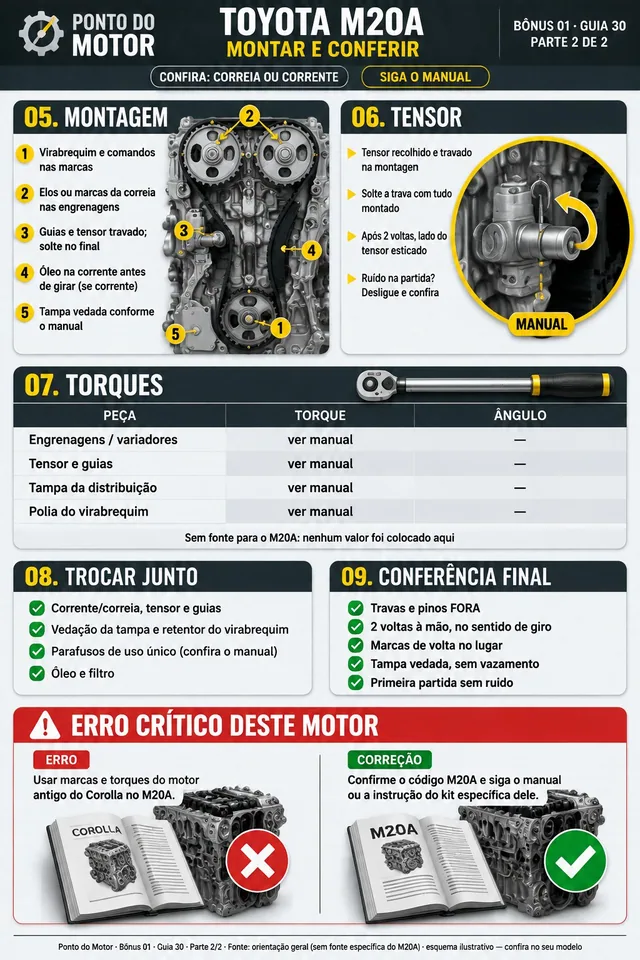 PONTO DO
MOTOR
TOYOTA M20A
MONTAR E CONFERIR
BÔNUS 01 · GUIA 30
PARTE 2 DE 2
CONFIRA: CORREIA OU CORRENTE
SIGA O MANUAL
05. MONTAGEM
1 Virabrequim e comandos
nas marcas
2 Elos ou marcas da correia
nas engrenagens
3 Guias e tensor travado;
solte no final
4 Óleo na corrente antes
de girar (se corrente)
5 Tampa vedada conforme
o manual
2
3
4
5
1
06. TENSOR
Tensor recolhido e travado
na montagem
Solte a trava com tudo
montado
Após 2 voltas, lado do
tensor esticado
Ruído na partida?
Desligue e confira
MANUAL
07. TORQUES
PEÇA TORQUE ÂNGULO
Engrenagens / variadores ver manual —
Tensor e guias ver manual —
Tampa da distribuição ver manual —
Polia do virabrequim ver manual —
Sem fonte para o M20A: nenhum valor foi colocado aqui
08. TROCAR JUNTO
Corrente/correia, tensor e guias
Vedação da tampa e retentor do virabrequim
Parafusos de uso único (confira o manual)
Óleo e filtro
09. CONFERÊNCIA FINAL
Travas e pinos FORA
2 voltas à mão, no sentido de giro
Marcas de volta no lugar
Tampa vedada, sem vazamento
Primeira partida sem ruido
ERRO CRÍTICO DESTE MOTOR
ERRO
Usar marcas e torques do motor
antigo do Corolla no M20A.
COROLLA
CORREÇÃO
Confirme o código M20A e siga o manual
ou a instrução do kit específica dele.
M20A
Ponto do Motor · Bônus 01 · Guia 30 · Parte 2/2 · Fonte: orientação geral (sem fonte específica do M20A) · esquema ilustrativo — confira no seu modelo